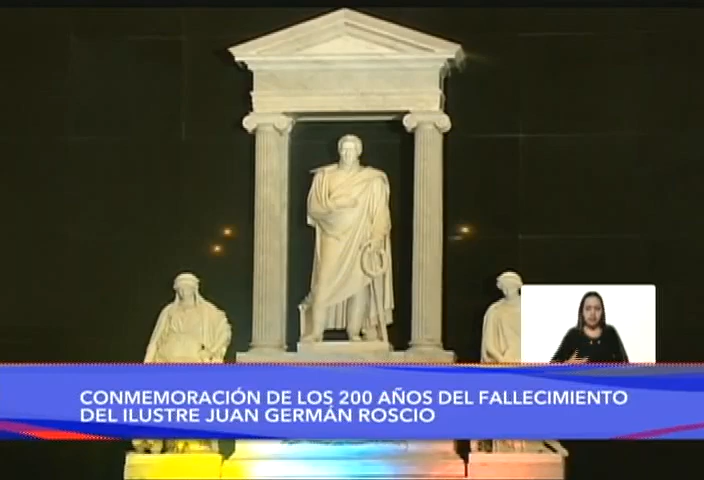 CONMEMORACIÓN DE LOS 200 AÑOS DEL FALLECIMIENTO
DEL ILUSTRE JUAN GERMÁN ROSCIO